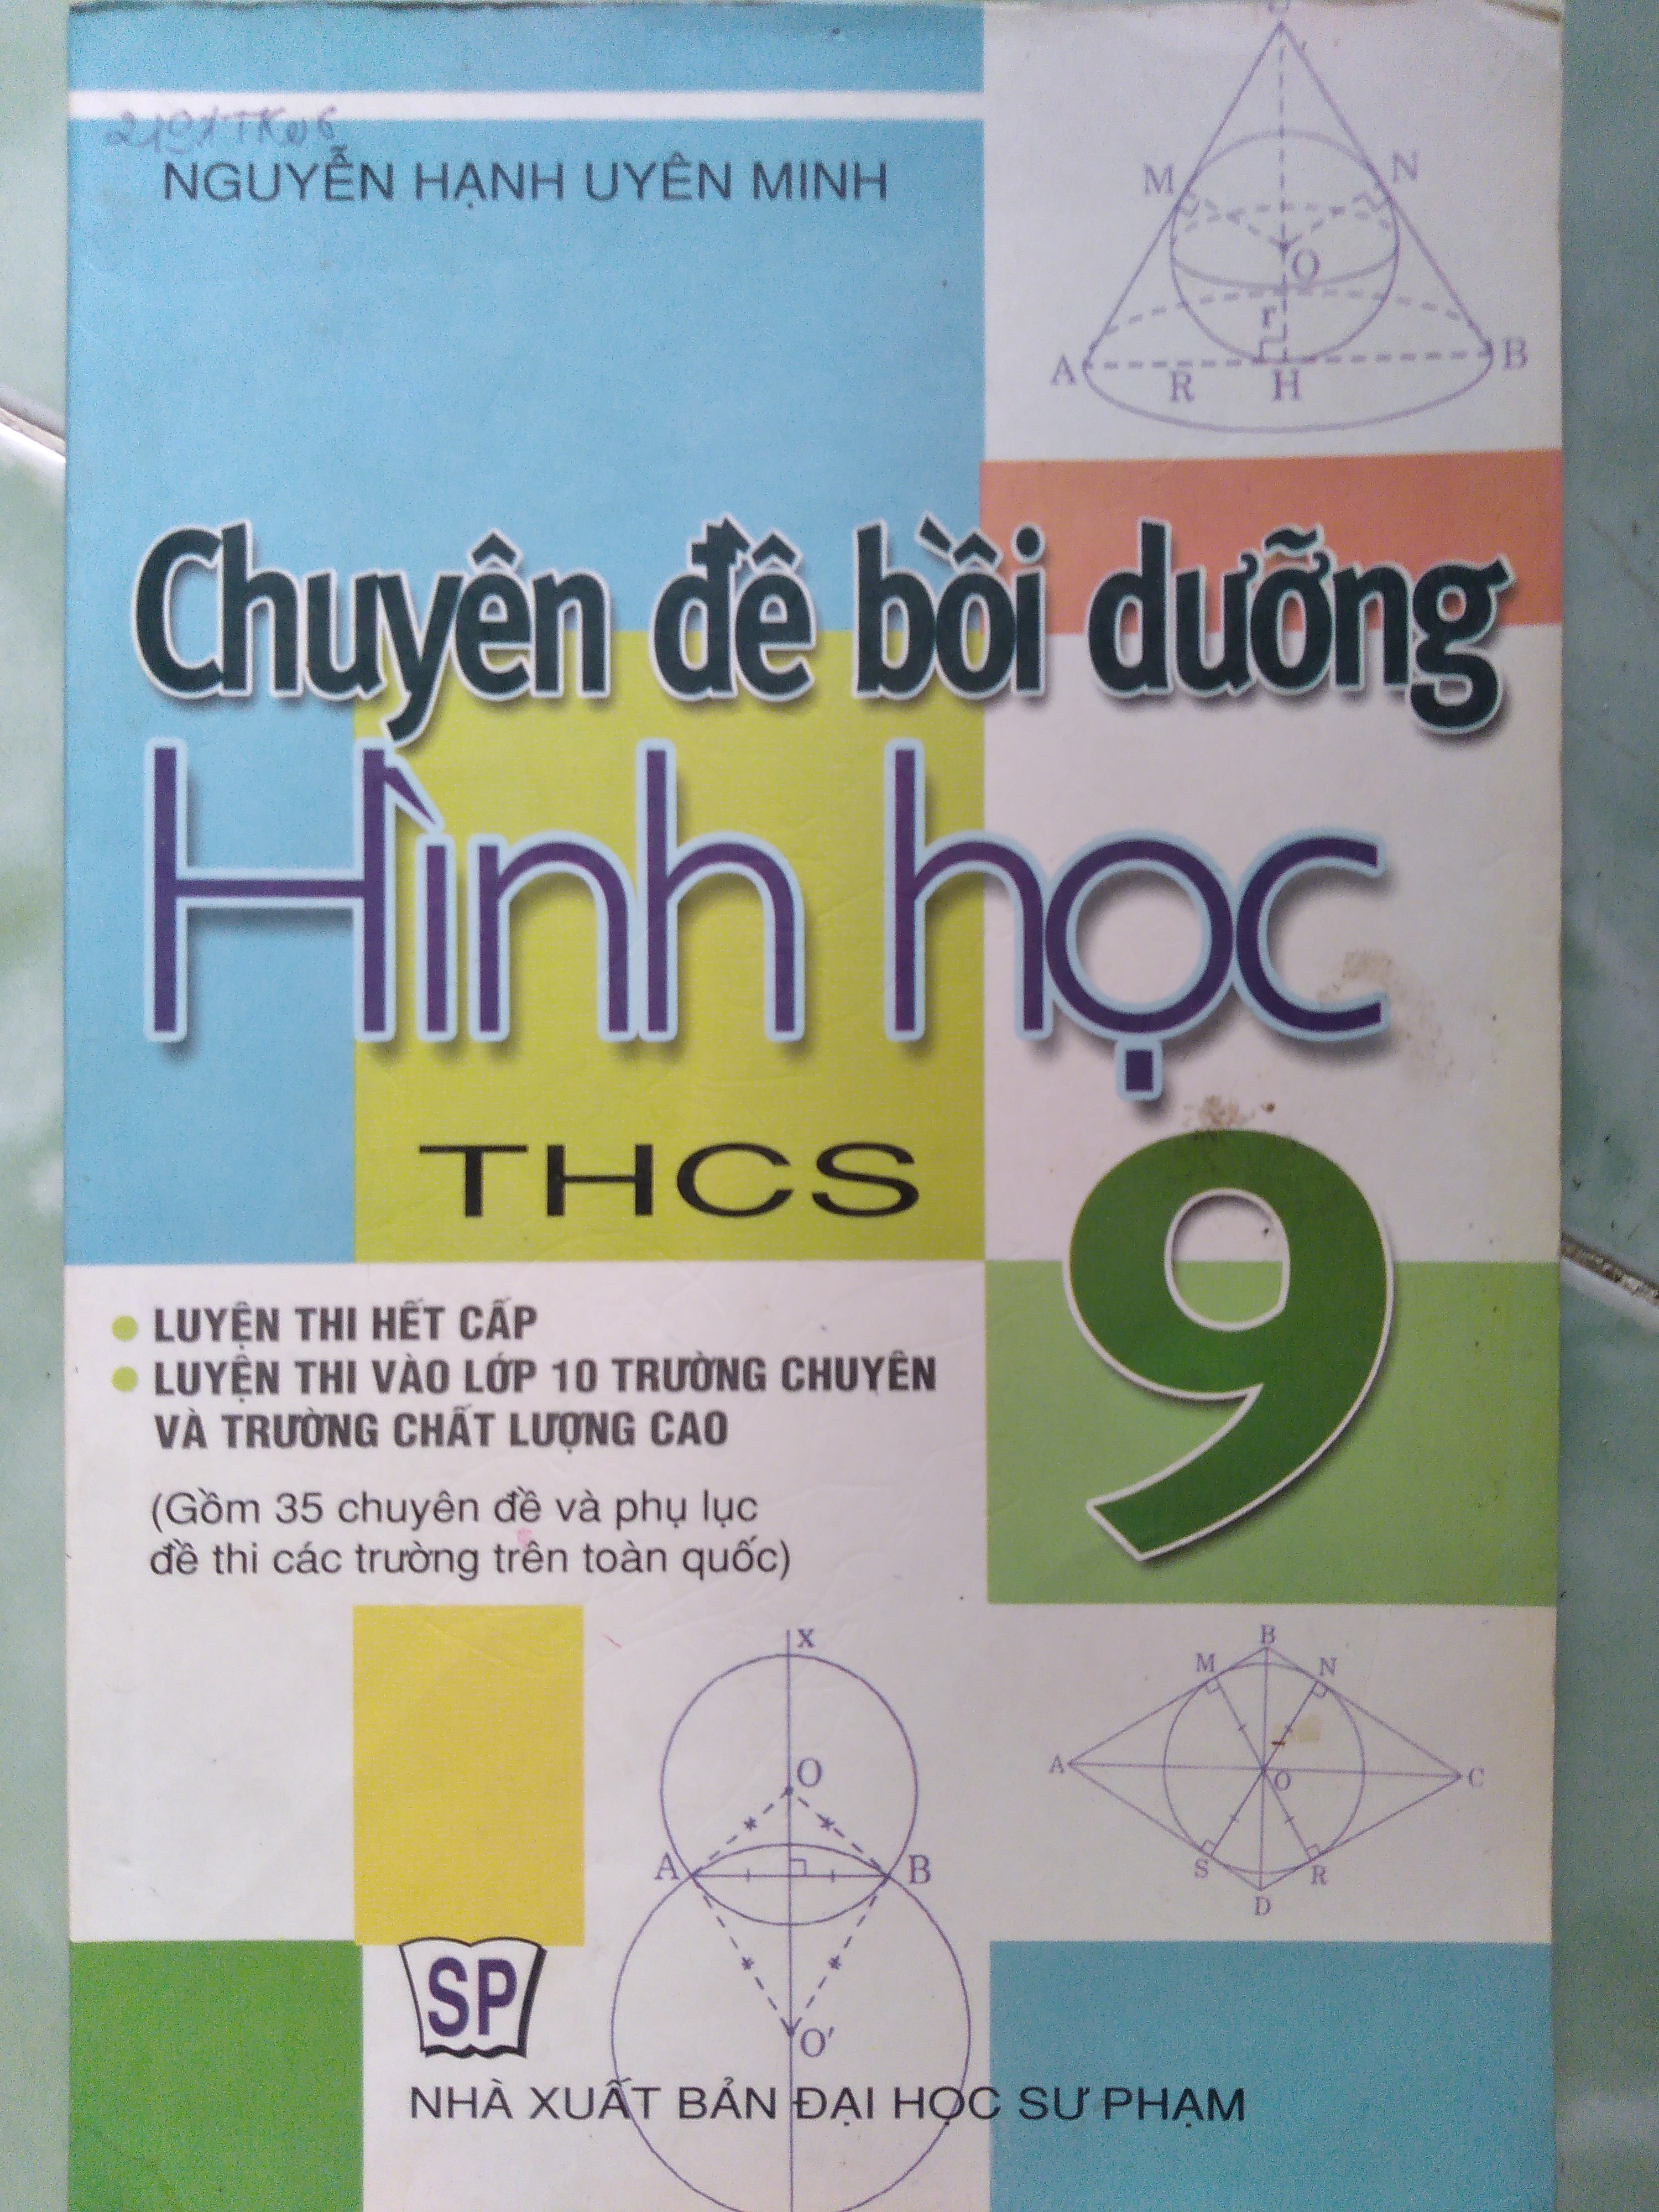 NGUYỄN HẠNH UYÊN MINH
M
N
O
r
A
R
H
B
Chuyên đề bồi dưỡng
Hình học
THCS
9
LUYỆN THI HẾT CẤP
LUYỆN THI VÀO LỚP 10 TRƯỜNG CHUYÊN
VÀ TRƯỜNG CHẤT LƯỢNG CAO
(Gồm 35 chuyên đề và phụ lục
đề thi các trường trên toàn quốc)
x
O
A
B
O'
B
M
N
A
O
C
S
R
D
SP
NHÀ XUẤT BẢN ĐẠI HỌC SƯ PHẠM